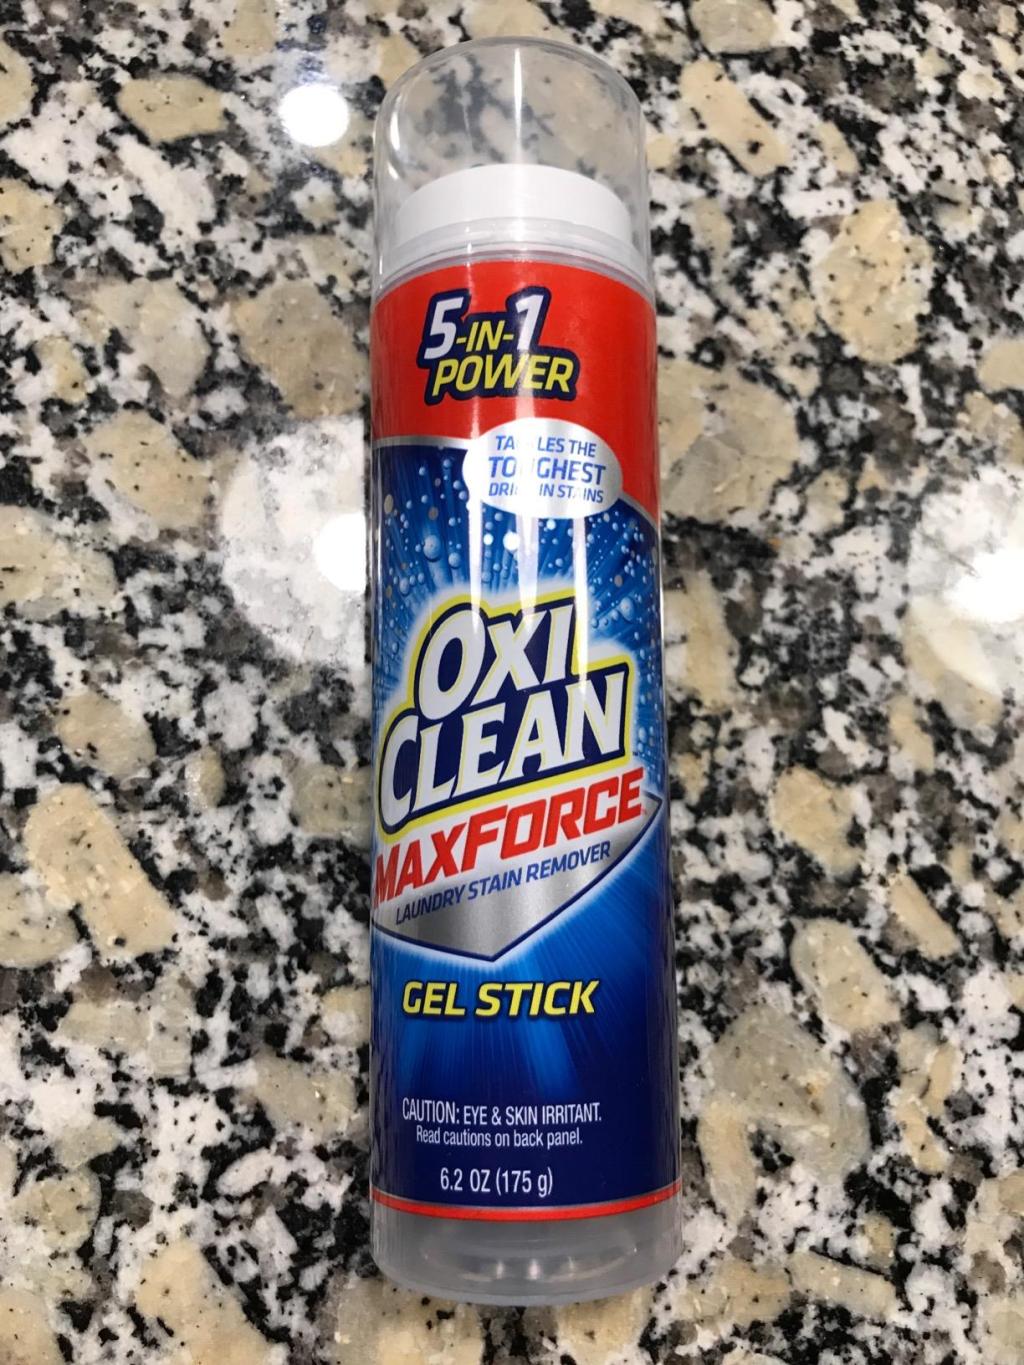 5-IN-1
POWER
TACKLES THE
TOUGHEST
DRIED-IN STAINS
OXI
CLEAN
MAXFORCE
LAUNDRY STAIN REMOVER
GEL STICK
CAUTION: EYE & SKIN IRRITANT.
Read cautions on back panel.
6.2 OZ (175 g)